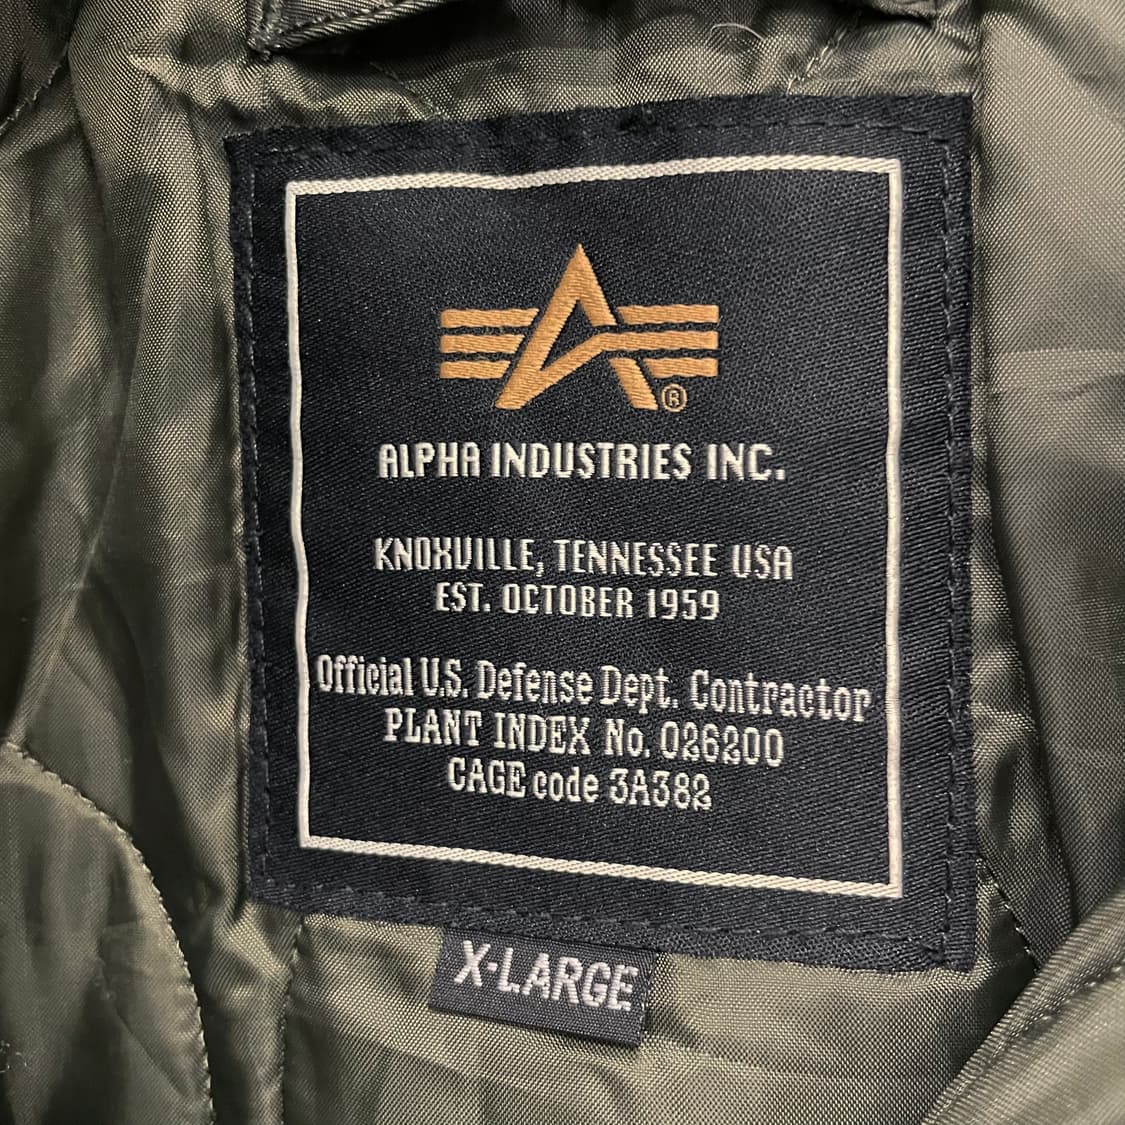 ®
ALPHA INDUSTRIES INC.
KNOXVILLE, TENNESSEE USA
EST. OCTOBER 1959
Official U.S. Defense Dept. Contractor
PLANT INDEX No. 026200
CAGE code 3A382
X-LARGE